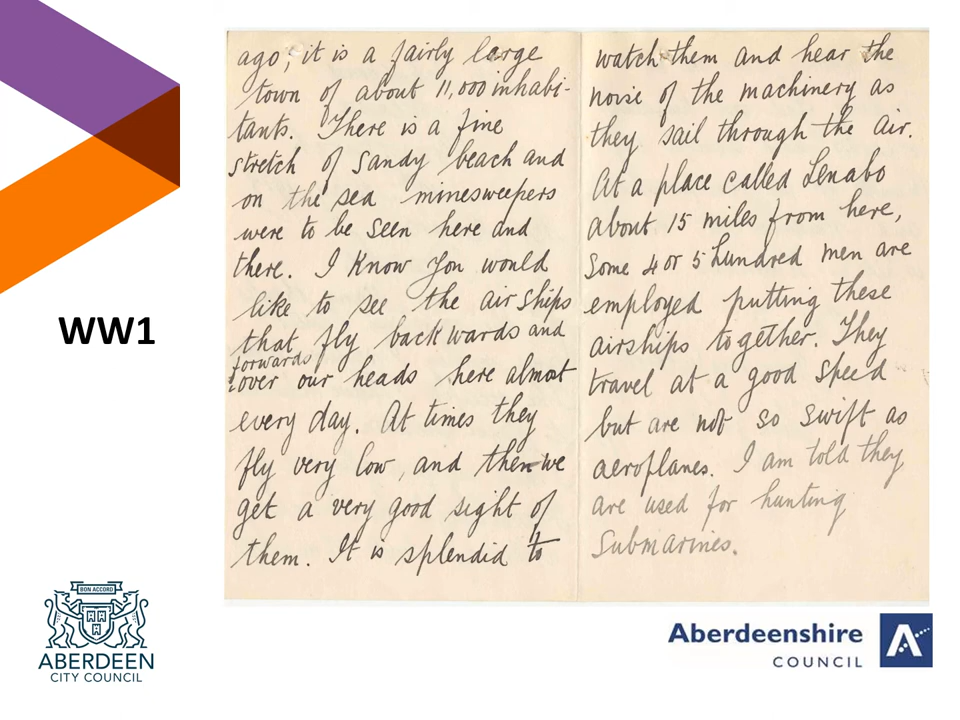 WW1
ago; it is a fairly large
town of about 11,000 inhabi-
tants. There is a fine
stretch of sandy beach and
on the sea minesweepers
were to be seen here and
there. I know you would
like to see the airships
that fly backwards and
forwards
over our heads here almost
every day. At times they
fly very low, and then we
get a very good sight of
them. It is splendid to
watch them and hear the
noise of the machinery as
they sail through the air.
At a place called Lenabo
about 15 miles from here,
some 4 or 5 hundred men are
employed putting these
airships together. They
travel at a good speed
but are not so swift as
aeroplanes. I am told they
are used for hunting
submarines.
BON ACCORD
ABERDEEN
CITY COUNCIL
Aberdeenshire
COUNCIL